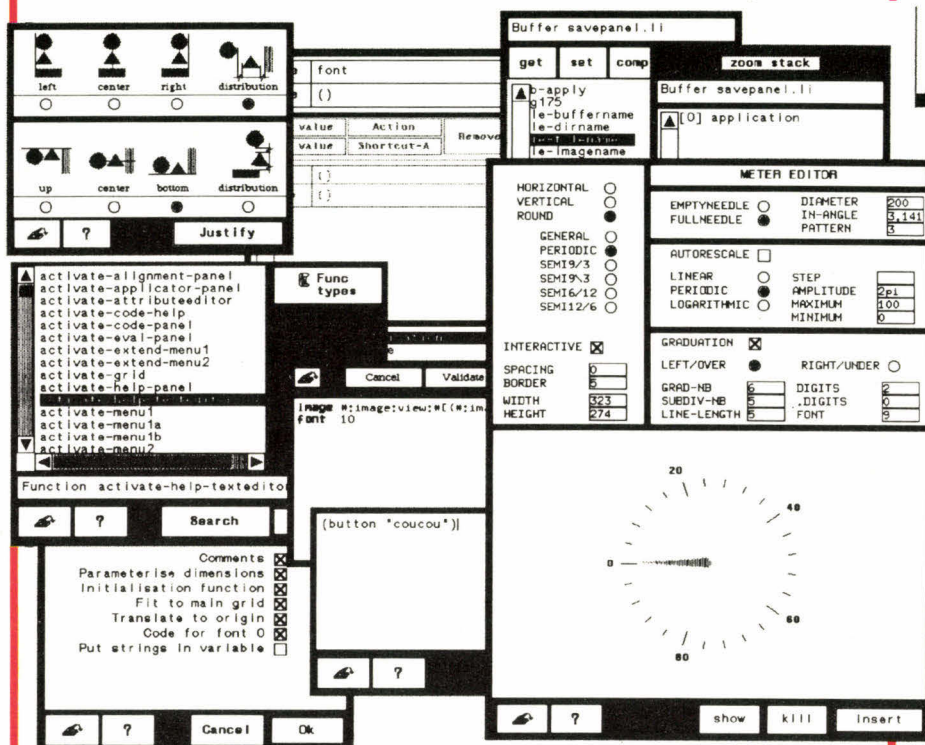 left center right distribution
up center bottom distribution
?
Justify
font
()
value Action Remove
value Shortcut-A
()
()
Buffer savepanel.li
get set comp
b-apply
g175
le-buffername
le-dirname
le-imagename
zoom stack
Buffer savepanel.li
[0] application
HORIZONTAL
VERTICAL
ROUND
GENERAL
PERIODIC
SEMI9/3
SEMI9\3
SEMI6/12
SEMI12/6
INTERACTIVE
SPACING 0
BORDER 5
WIDTH 323
HEIGHT 274
METER EDITOR
EMPTYNEEDLE
FULLNEEDLE
DIAMETER 200
IN-ANGLE 3,141
PATTERN 3
AUTORESCALE
LINEAR
PERIODIC
LOGARITHMIC
STEP
AMPLITUDE 2pi
MAXIMUM 100
MINIMUM 0
GRADUATION
LEFT/OVER RIGHT/UNDER
GRAD-NB 6
SUBDIV-NB 5
LINE-LENGTH 5
DIGITS 2
.DIGITS 0
FONT 9
activate-alignment-panel
activate-applicator-panel
activate-attributeeditor
activate-code-help
activate-code-panel
activate-eval-panel
activate-extend-menu1
activate-extend-menu2
activate-grid
activate-help-panel
activate-help-texteditor
activate-menu1
activate-menu1a
activate-menu1b
activate-menu2
Function activate-help-texteditor
?
Search
Func
types
Cancel Validate
image #:image:view:#[(#:im
font 10
(button "coucou")
?
Comments
Parameterise dimensions
Initialisation function
Fit to main grid
Translate to origin
Code for font 0
Put strings in variable
?
Cancel Ok
0
20
40
60
80
?
show kill Insert